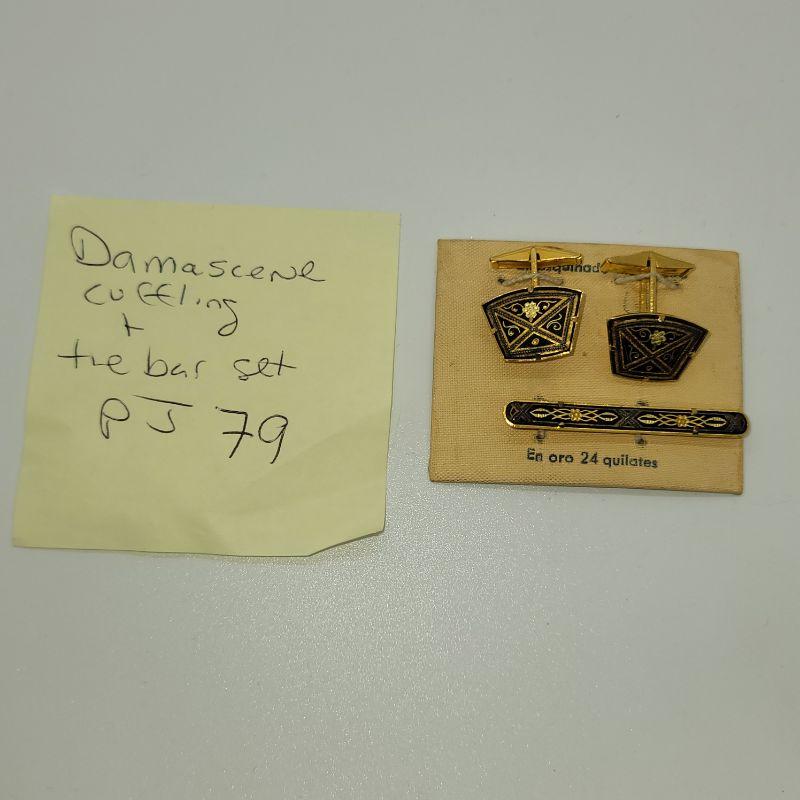 Damascene
cuffling
+
tie bar set
PJ 79
En oro 24 quilates